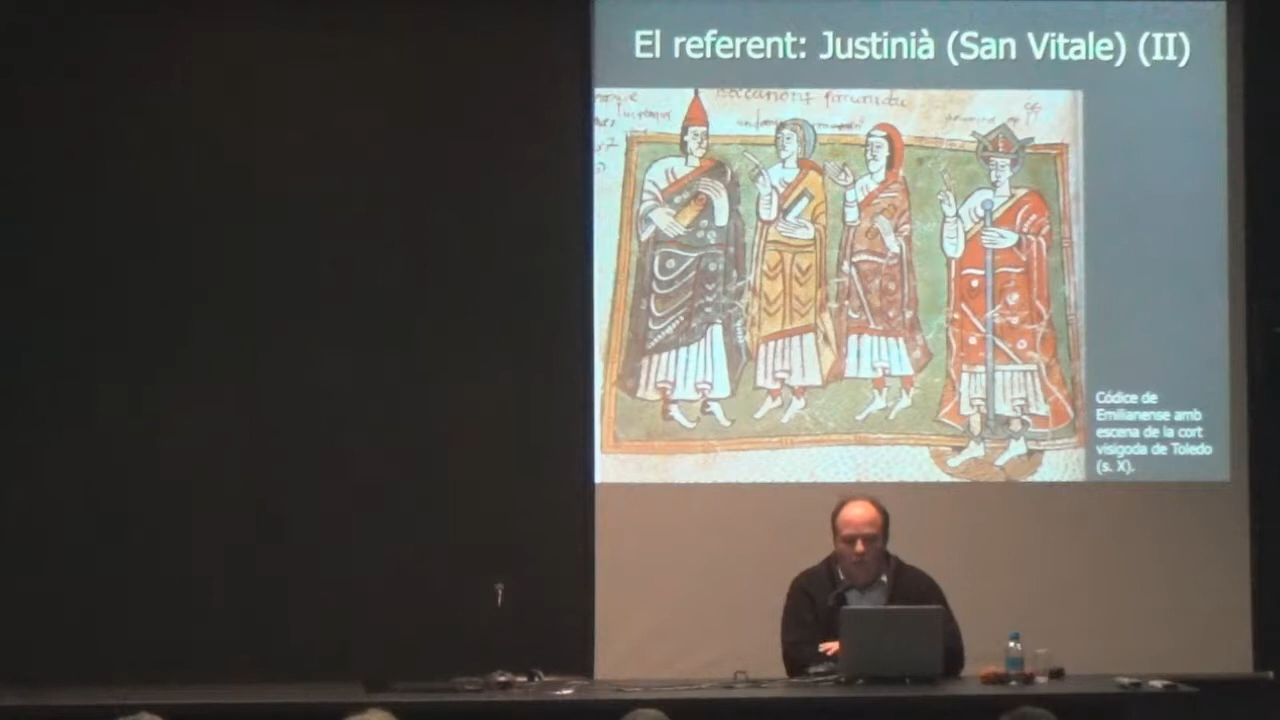 El referent: Justinià (San Vitale) (II)
Códice de
Emilianense amb
escena de la cort
visigoda de Toledo
(s. X).